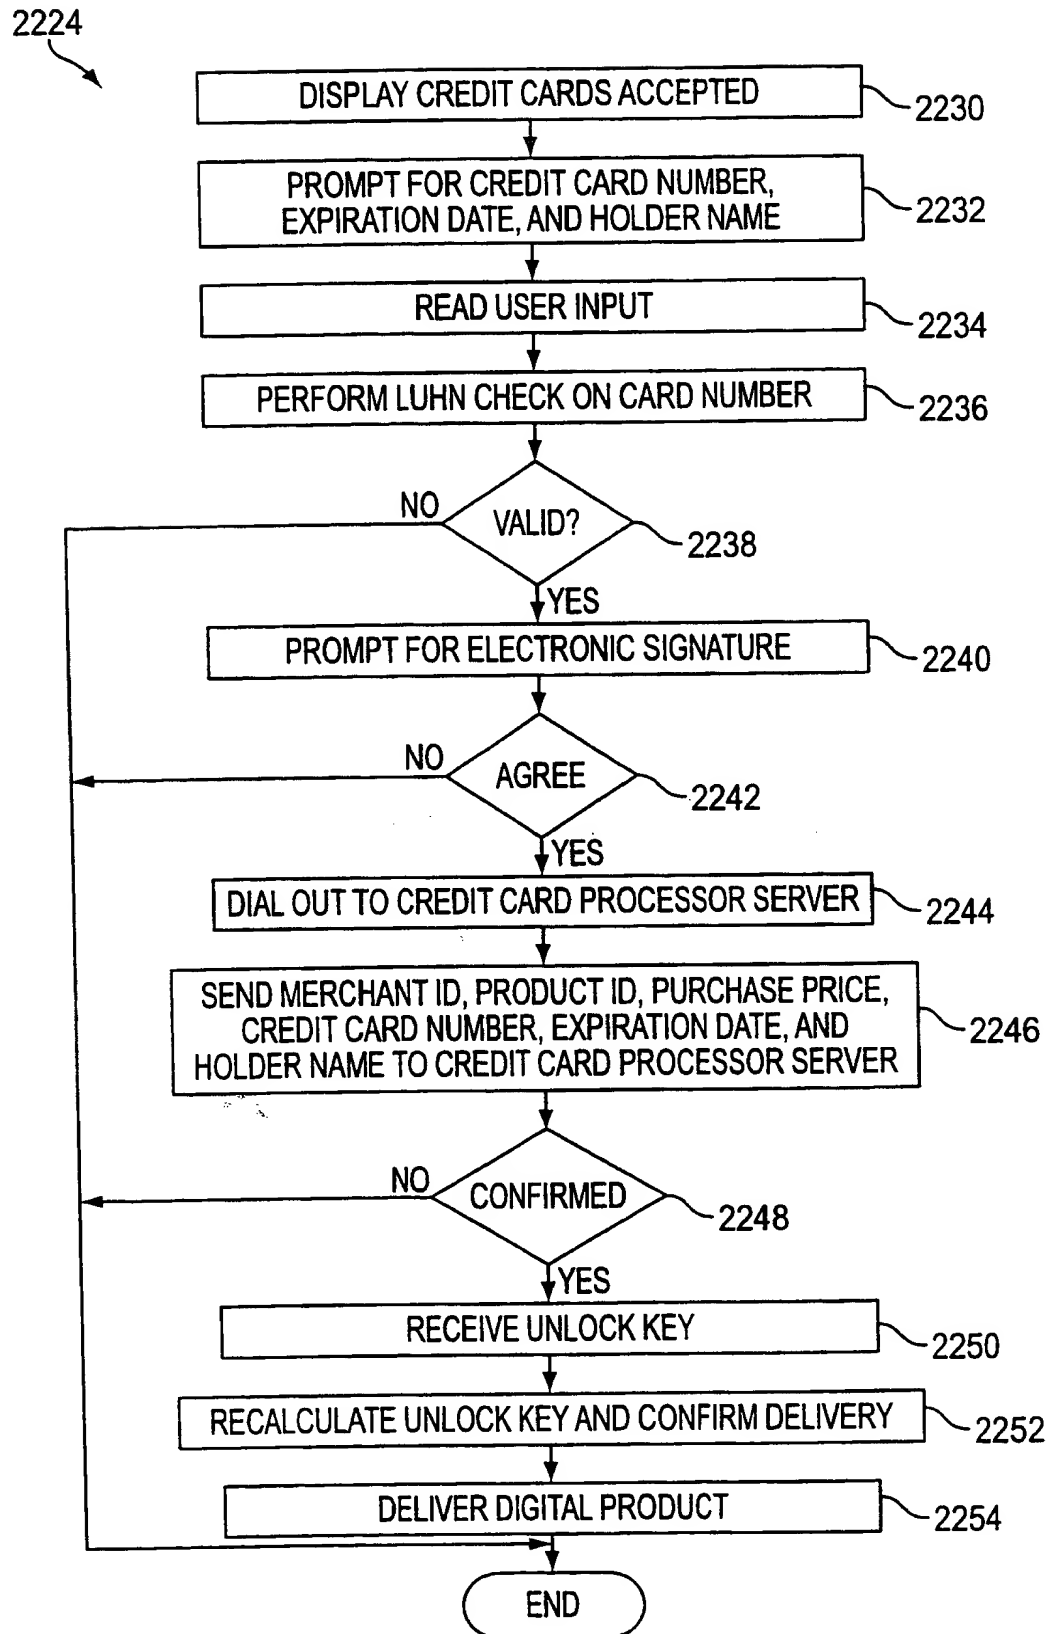 2224
DISPLAY CREDIT CARDS ACCEPTED
2230
PROMPT FOR CREDIT CARD NUMBER,
EXPIRATION DATE, AND HOLDER NAME
2232
READ USER INPUT
2234
PERFORM LUHN CHECK ON CARD NUMBER
2236
NO
VALID?
2238
YES
PROMPT FOR ELECTRONIC SIGNATURE
2240
NO
AGREE
2242
YES
DIAL OUT TO CREDIT CARD PROCESSOR SERVER
2244
SEND MERCHANT ID, PRODUCT ID, PURCHASE PRICE,
CREDIT CARD NUMBER, EXPIRATION DATE, AND
HOLDER NAME TO CREDIT CARD PROCESSOR SERVER
2246
NO
CONFIRMED
2248
YES
RECEIVE UNLOCK KEY
2250
RECALCULATE UNLOCK KEY AND CONFIRM DELIVERY
2252
DELIVER DIGITAL PRODUCT
2254
END